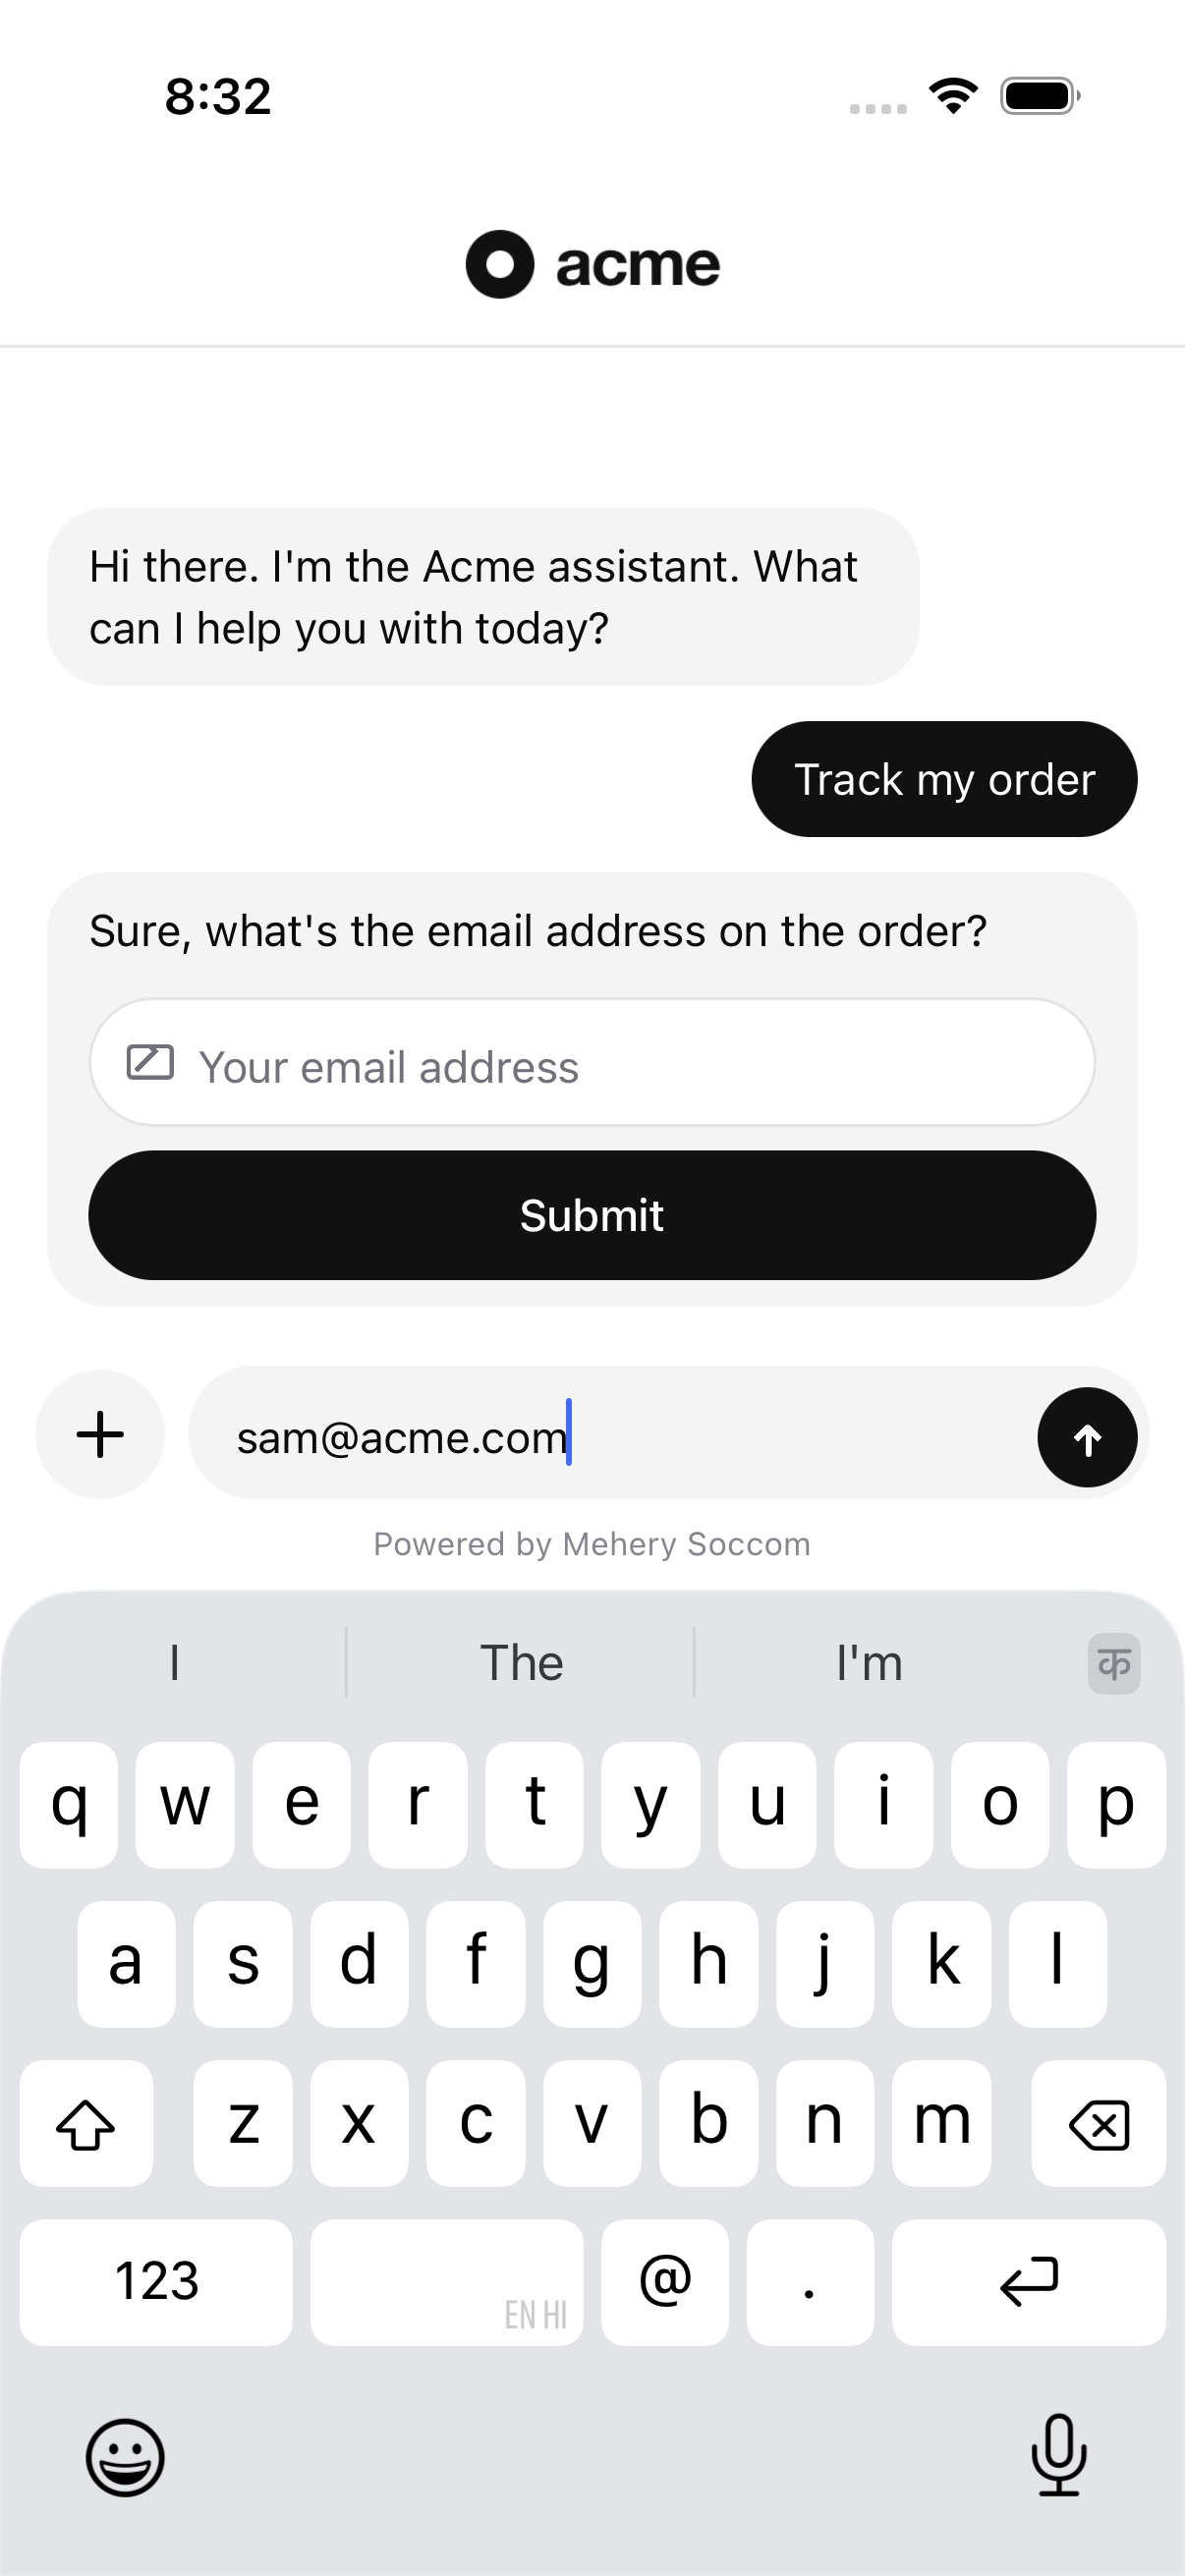 8:32
acme
Hi there. I'm the Acme assistant. What
can I help you with today?
Track my order
Sure, what's the email address on the order?
Your email address
Submit
sam@acme.com
Powered by Mehery Soccom
I The I'm क
q w e r t y u i o p
a s d f g h j k l
z x c v b n m
123 EN HI @ .